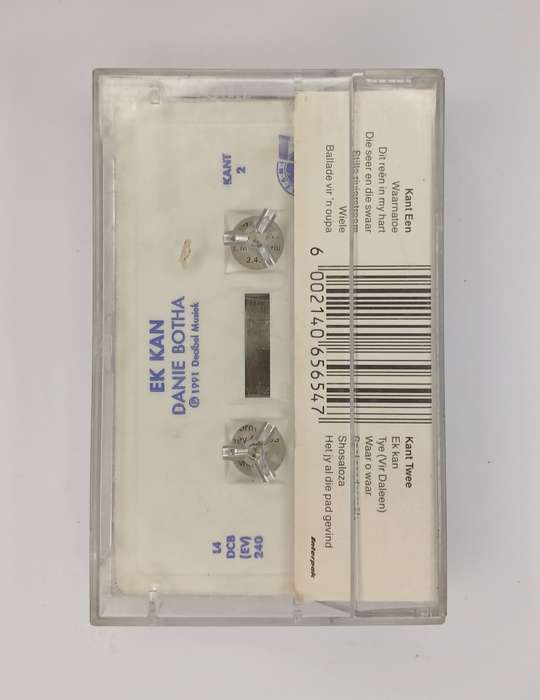 KANT
2
EK KAN
DANIE BOTHA
℗ 1991 Decibel Musiek
L4
DCB
(EV)
240
Kant Een
Waarnatoe
Dit reën in my hart
Die seer en die swaar
Wiele
Ballade vir 'n oupa
6 002140 656547
Kant Twee
Ek kan
Tye (Vir Daleen)
Waar o waar
Shosaloza
Het jy al die pad gevind
Interpak